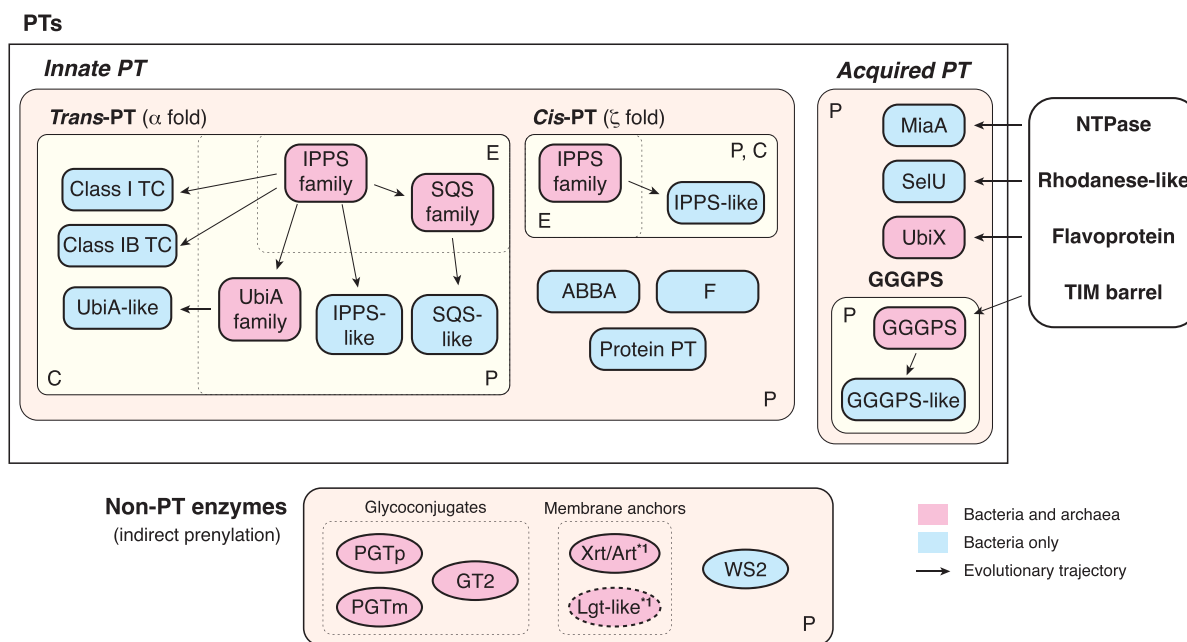 PTs
Innate PT
Trans-PT (α fold)
E
IPPS
family
SQS
family
Class I TC
Class IB TC
UbiA-like
UbiA
family
IPPS-
like
SQS-
like
C
P
Cis-PT (ζ fold)
P, C
IPPS
family
IPPS-like
E
ABBA
F
Protein PT
P
Acquired PT
P
MiaA
SelU
UbiX
GGGPS
P
GGGPS
GGGPS-like
NTPase
Rhodanese-like
Flavoprotein
TIM barrel
Non-PT enzymes
(indirect prenylation)
Glycoconjugates
PGTp
GT2
PGTm
Membrane anchors
Xrt/Art*1
Lgt-like*1
WS2
P
Bacteria and archaea
Bacteria only
Evolutionary trajectory